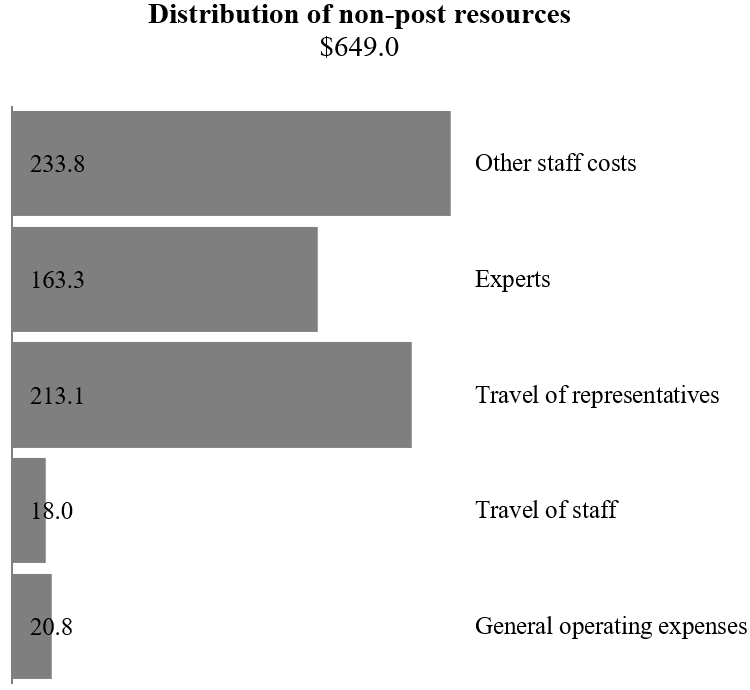 Distribution of non-post resources
$649.0
233.8 Other staff costs
163.3 Experts
213.1 Travel of representatives
18.0 Travel of staff
20.8 General operating expenses